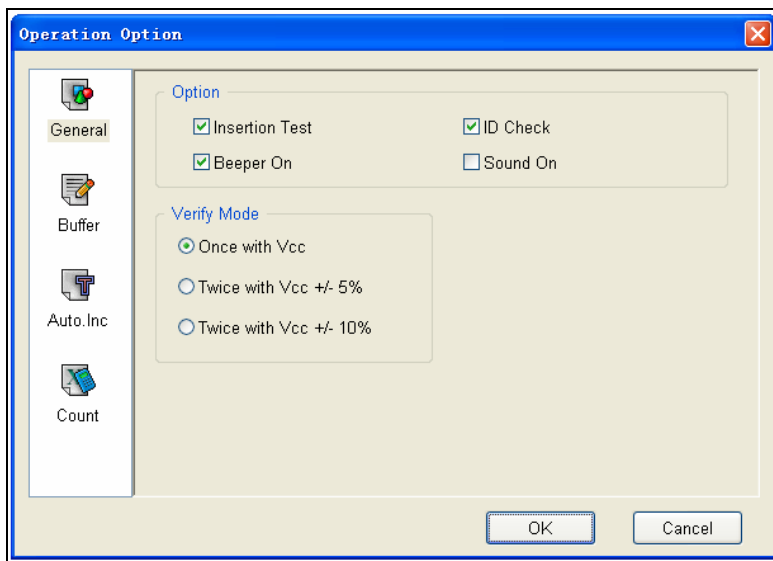 Operation Option
General
Buffer
Auto.Inc
Count
Option
Insertion Test
ID Check
Beeper On
Sound On
Verify Mode
Once with Vcc
Twice with Vcc +/- 5%
Twice with Vcc +/- 10%
OK
Cancel